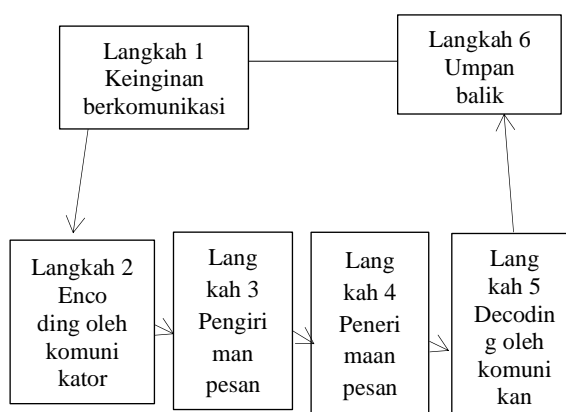 Langkah 1
Keinginan
berkomunikasi
Langkah 6
Umpan
balik
Langkah 2
Enco
ding oleh
komuni
kator
Lang
kah 3
Pengiri
man
pesan
Lang
kah 4
Peneri
maan
pesan
Lang
kah 5
Decodin
g oleh
komuni
kan